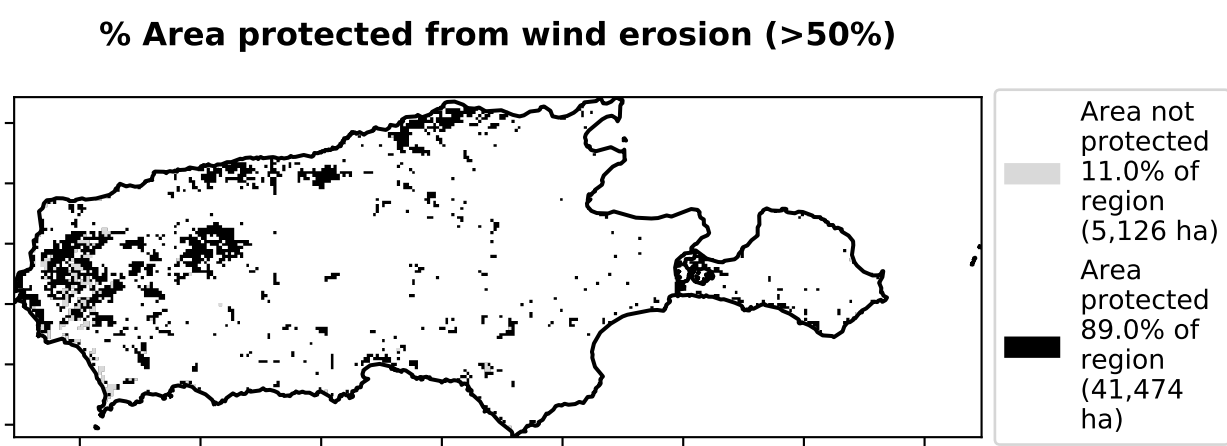 % Area protected from wind erosion (>50%)
Area not
protected
11.0% of
region
(5,126 ha)
Area
protected
89.0% of
region
(41,474
ha)